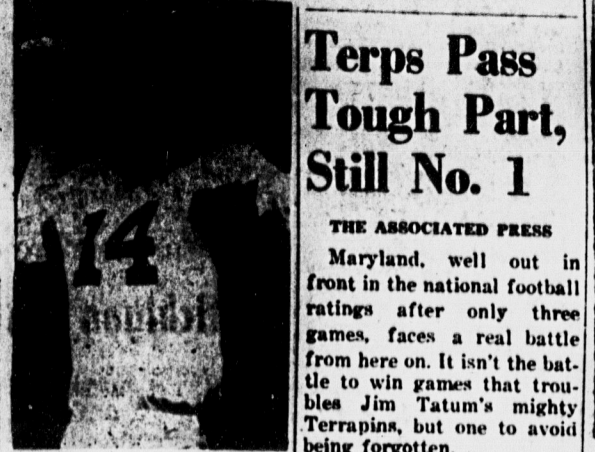 14
Terps Pass
Tough Part,
Still No. 1
THE ASSOCIATED PRESS
Maryland, well out in
front in the national football
ratings after only three
games, faces a real battle
from here on. It isn't the bat-
tle to win games that trou-
bles Jim Tatum's mighty
Terrapins, but one to avoid
being forgotten.